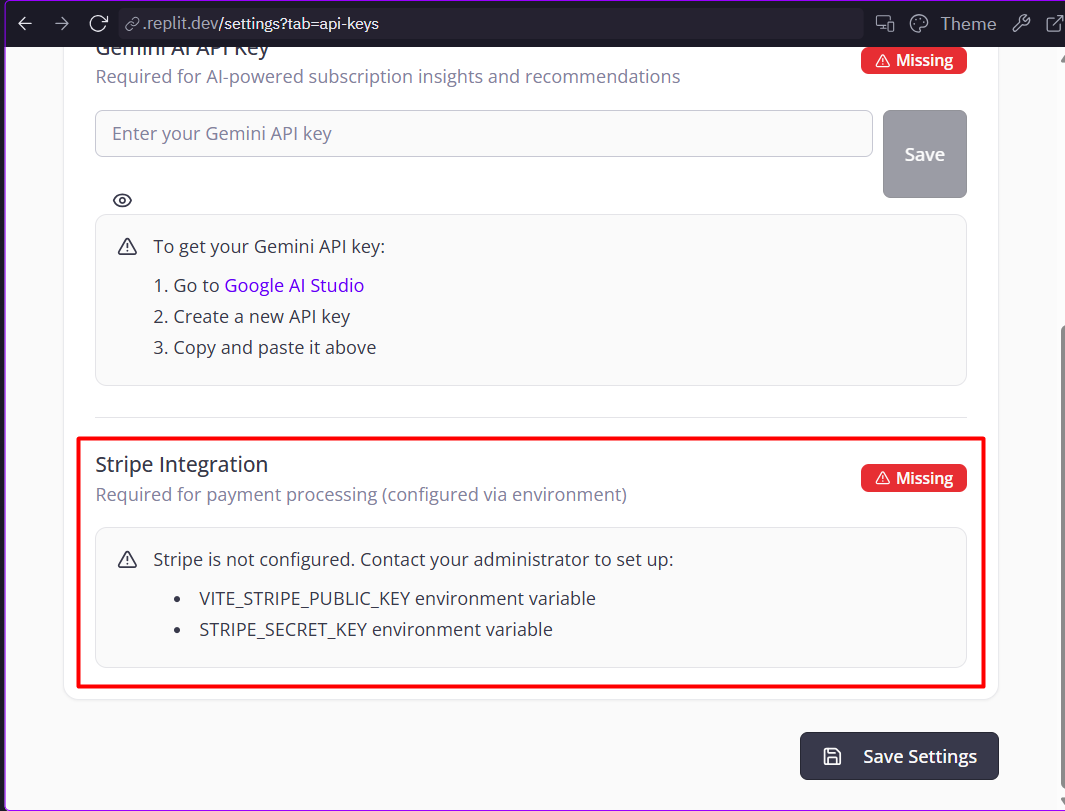 .replit.dev/settings?tab=api-keys
Theme
Gemini AI API Key
Required for AI-powered subscription insights and recommendations
Missing
Enter your Gemini API key
Save
To get your Gemini API key:
1. Go to Google AI Studio
2. Create a new API key
3. Copy and paste it above
Stripe Integration
Required for payment processing (configured via environment)
Missing
Stripe is not configured. Contact your administrator to set up:
• VITE_STRIPE_PUBLIC_KEY environment variable
• STRIPE_SECRET_KEY environment variable
Save Settings